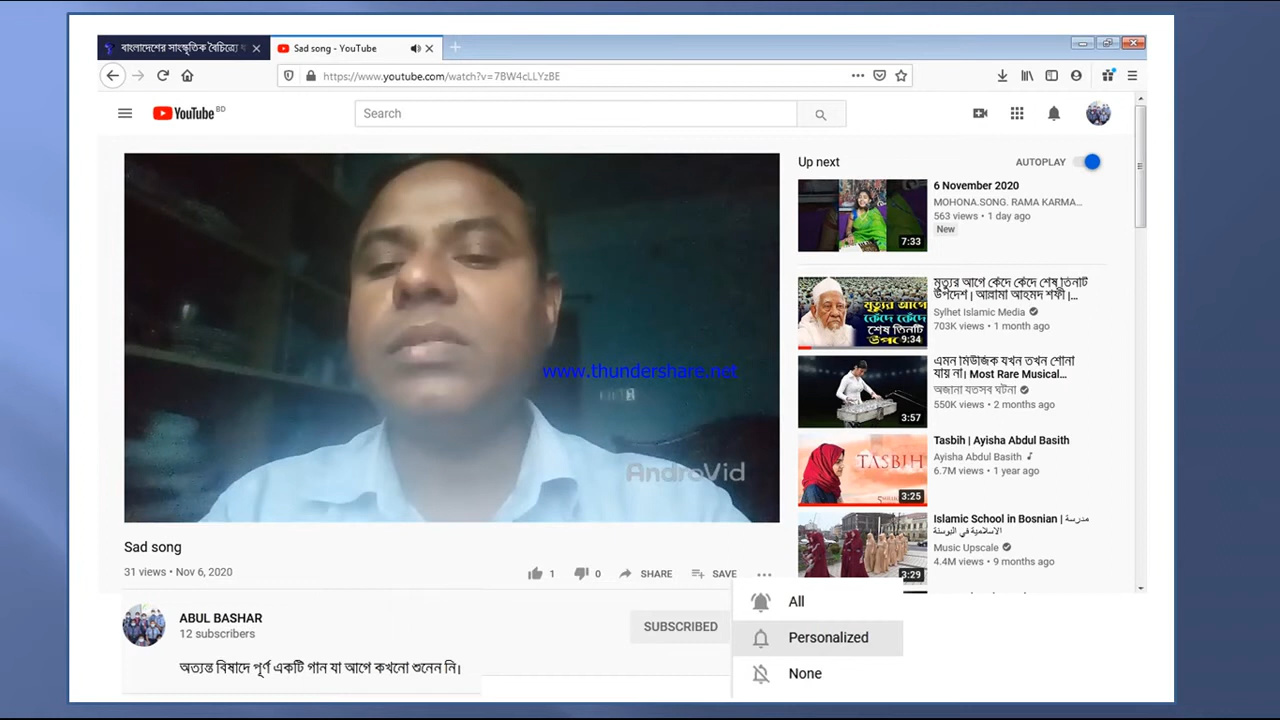 বাংলাদেশের সাংস্কৃতিক বৈচিত্র্যে
Sad song - YouTube
https://www.youtube.com/watch?v=7BW4cLLYzBE
YouTube BD
Search
www.thundershare.net
AndroVid
Sad song
31 views • Nov 6, 2020
1
0
SHARE
SAVE
ABUL BASHAR
12 subscribers
SUBSCRIBED
অত্যন্ত বিষাদে পূর্ণ একটি গান যা আগে কখনো শুনেন নি।
All
Personalized
None
Up next
AUTOPLAY
7:33
6 November 2020
MOHONA.SONG. RAMA KARMA...
563 views • 1 day ago
New
মৃত্যুর আগে
কেঁদে কেঁদে
শেষ তিনটি
9:34
মৃত্যুর আগে কেঁদে কেঁদে শেষ তিনটি
উপদেশ | আল্লামা আহমদ শফী |...
Sylhet Islamic Media
703K views • 1 month ago
3:57
এমন মিউজিক যখন তখন শোনা
যায় না। Most Rare Musical...
অজানা যতসব ঘটনা
550K views • 2 months ago
TASBIH
3:25
Tasbih | Ayisha Abdul Basith
Ayisha Abdul Basith
6.7M views • 1 year ago
3:29
Islamic School in Bosnian | مدرسة
الاسلامية في البوسنة
Music Upscale
4.4M views • 9 months ago